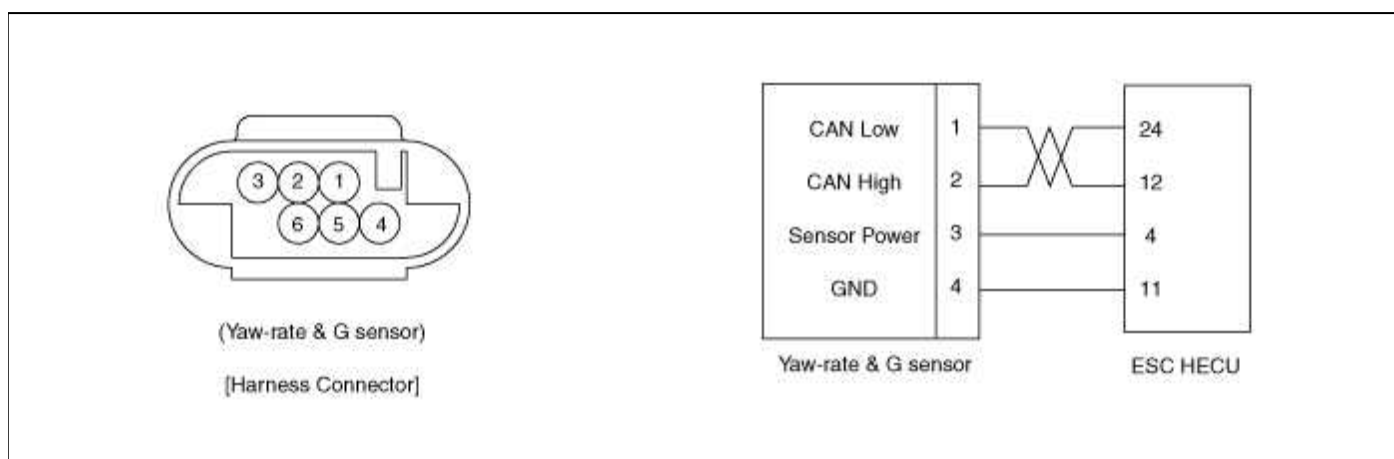 3 2 1
6 5 4
(Yaw-rate & G sensor)
[Harness Connector]
CAN Low 1 24
CAN High 2 12
Sensor Power 3 4
GND 4 11
Yaw-rate & G sensor
ESC HECU